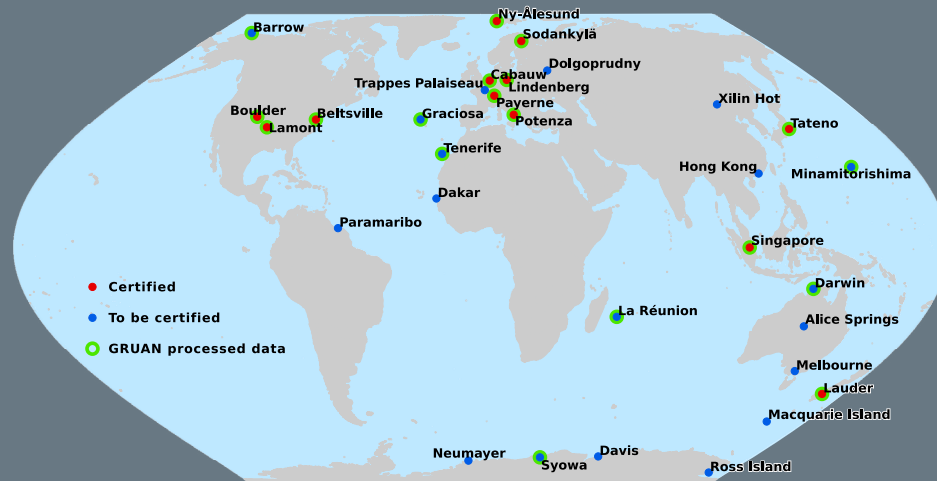 Ny-Ålesund
Barrow
Sodankylä
Dolgoprudny
Cabauw
Trappes Palaiseau
Lindenberg
Xilin Hot
Payerne
Boulder
Beltsville
Graciosa
Potenza
Lamont
Tateno
Tenerife
Hong Kong
Minamitorishima
Dakar
Paramaribo
Singapore
Darwin
Certified
La Réunion
To be certified
Alice Springs
GRUAN processed data
Melbourne
Lauder
Macquarie Island
Neumayer
Davis
Syowa
Ross Island